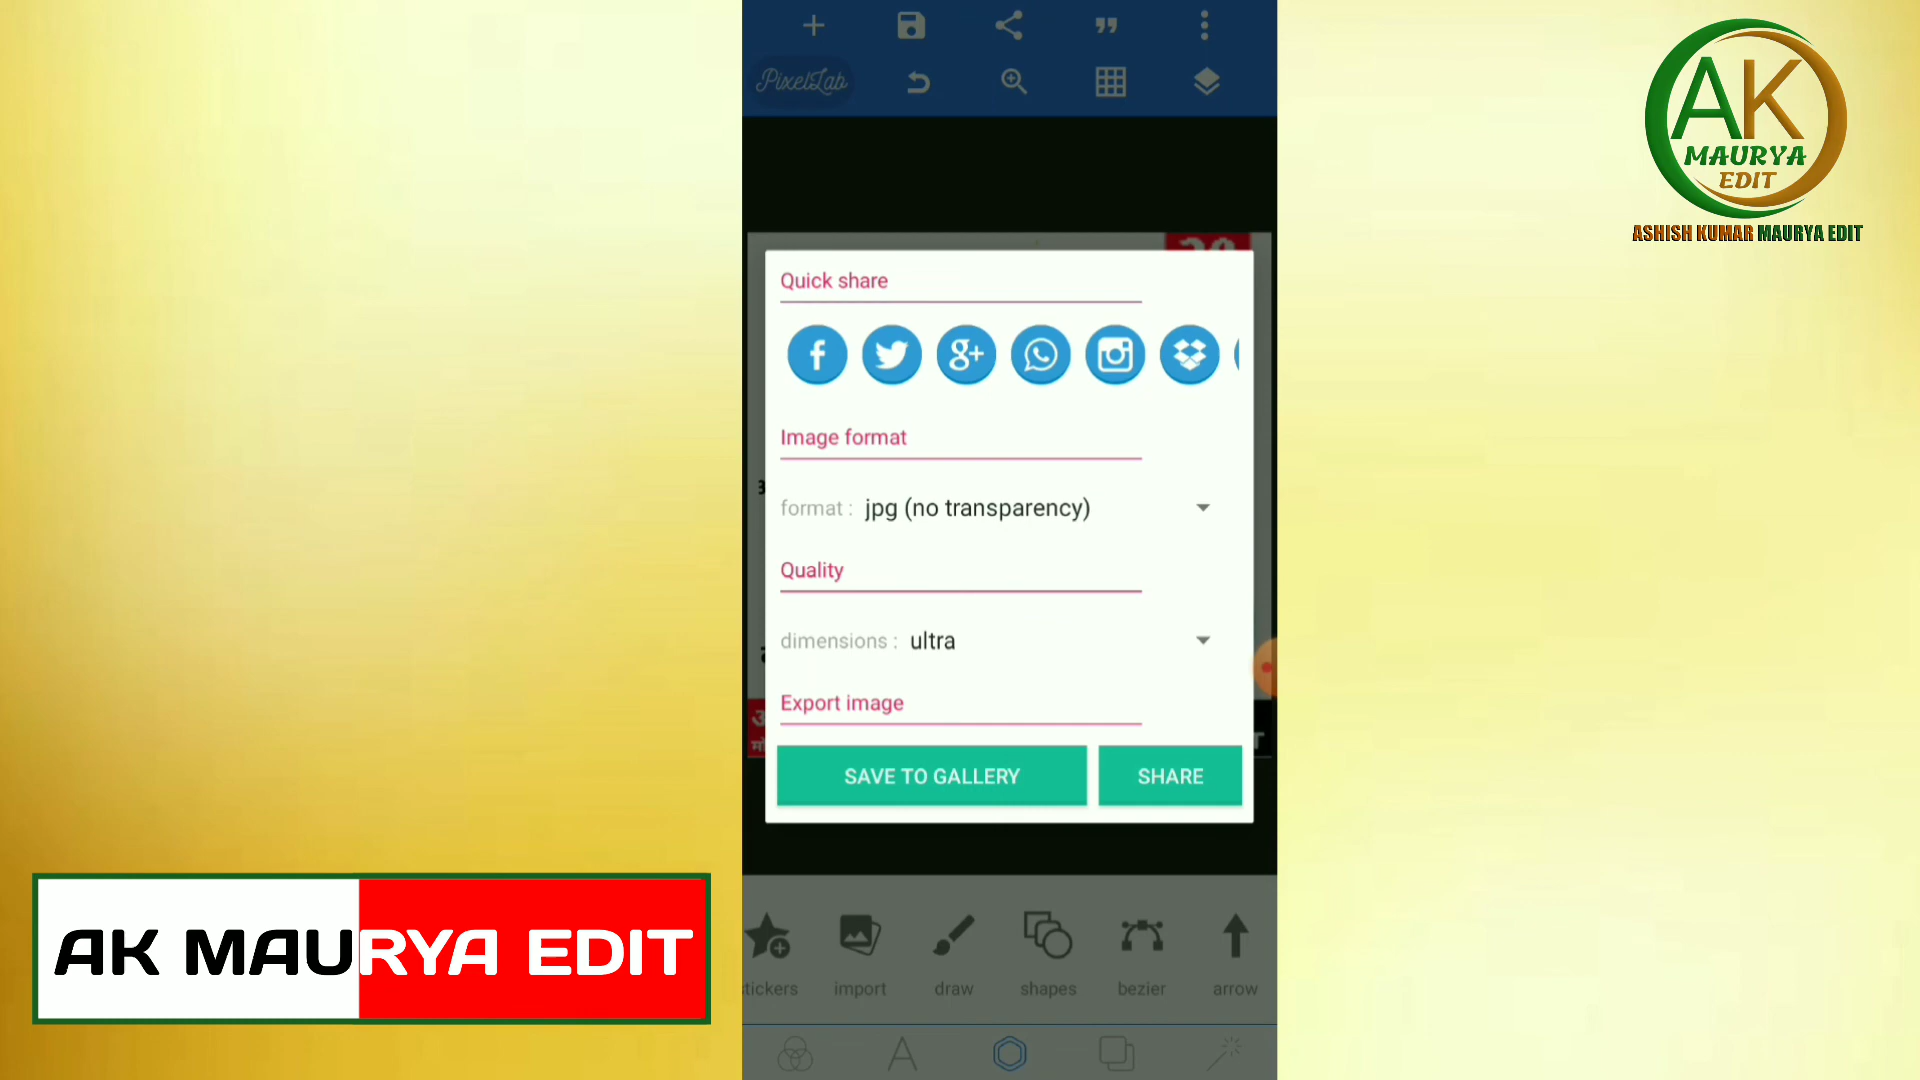 PixelLab
AK
MAURYA
EDIT
ASHISH KUMAR MAURYA EDIT
Quick share
Image format
format : jpg (no transparency)
Quality
dimensions : ultra
Export image
SAVE TO GALLERY
SHARE
AK MAURYA EDIT
tickers
import
draw
shapes
bezier
arrow